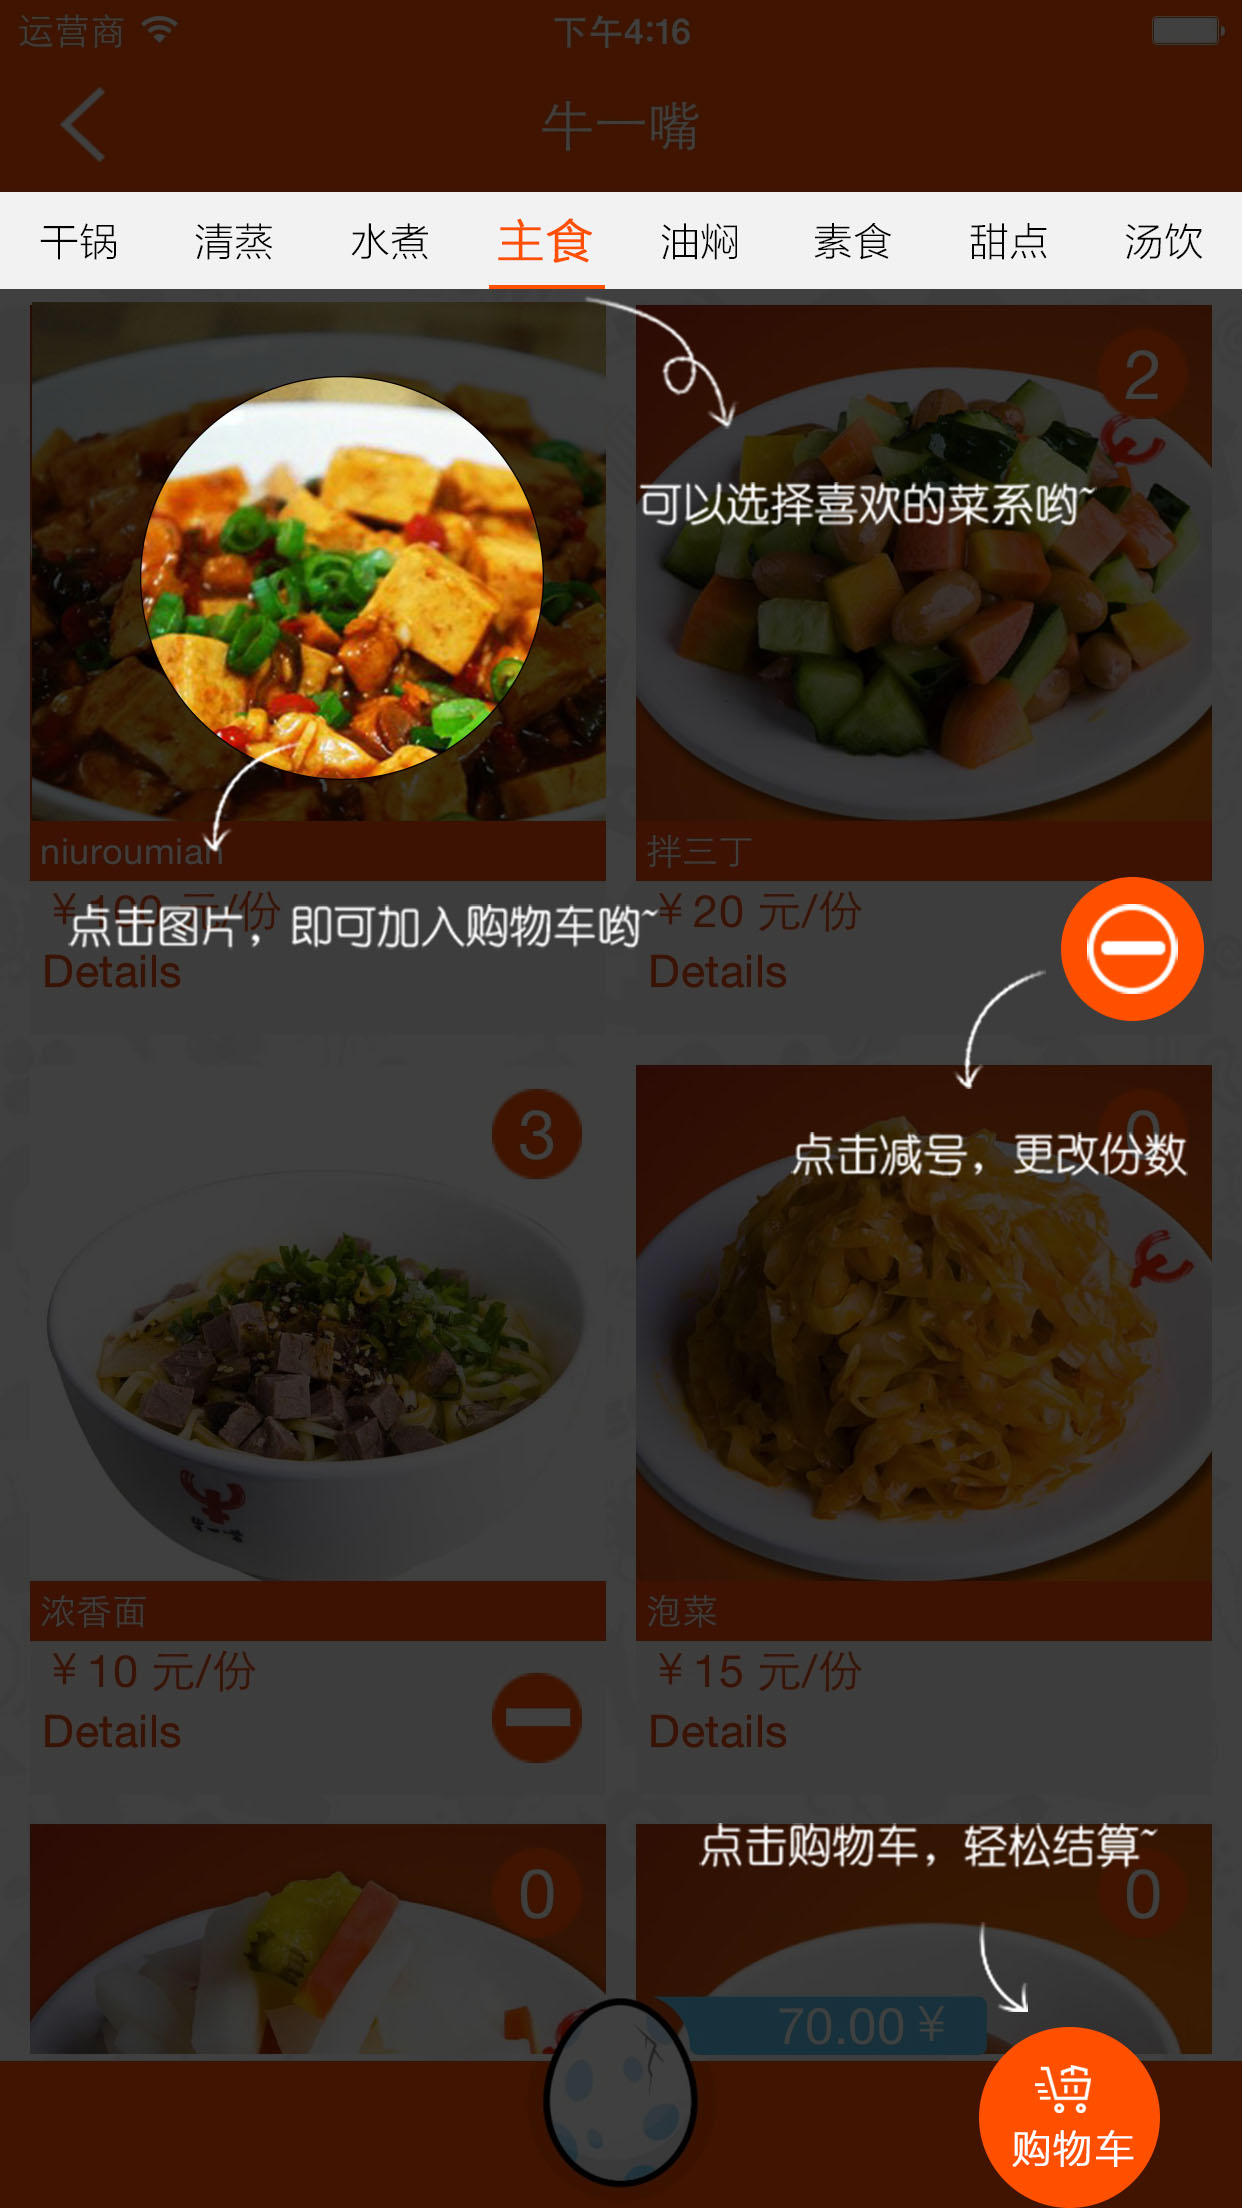 运营商
下午4:16
牛一嘴
干锅 清蒸 水煮 主食 油焖 素食 甜点 汤饮
2
可以选择喜欢的菜系哟~
niuroumian
拌三丁
￥100 元/份
￥20 元/份
点击图片，即可加入购物车哟~
Details
Details
3
0
点击减号，更改份数
牛一嘴
浓香面
泡菜
￥10 元/份
￥15 元/份
Details
Details
点击购物车，轻松结算~
0
0
70.00￥
购物车